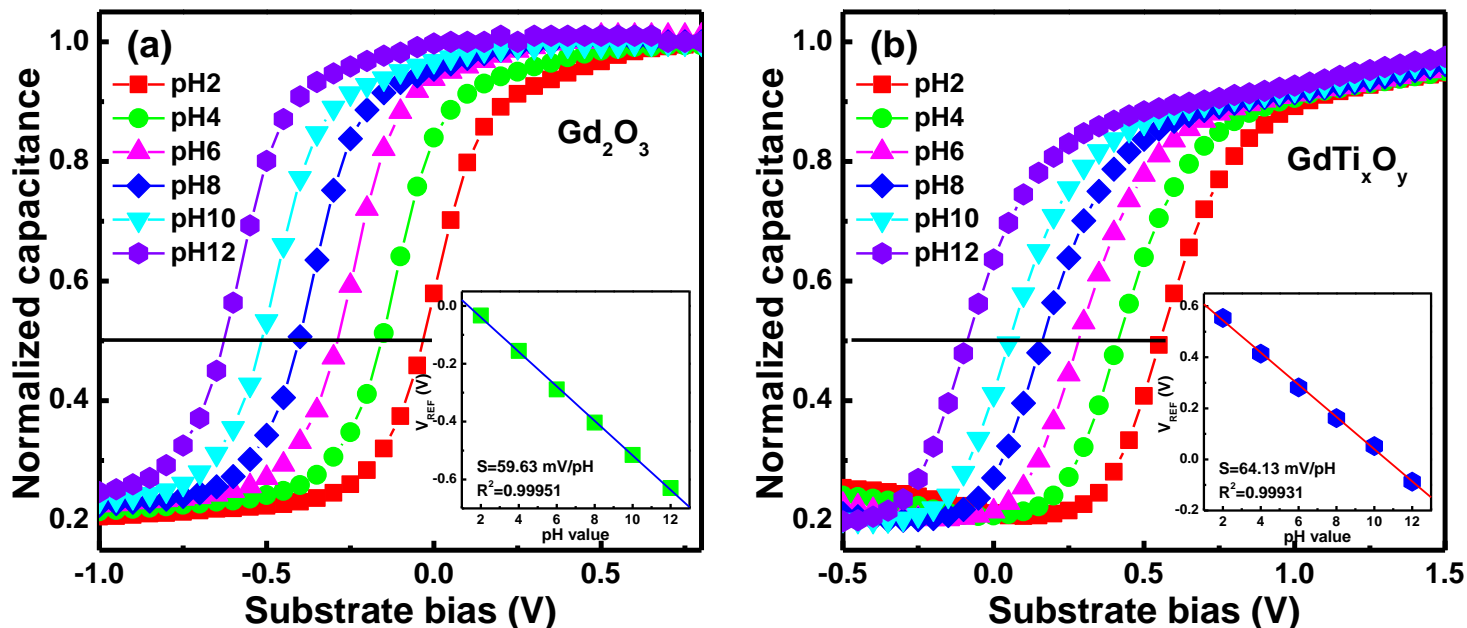 (a)
pH2
pH4
pH6
pH8
pH10
pH12
Gd₂O₃
Normalized capacitance
1.0
0.8
0.6
0.4
0.2
-1.0 -0.5 0.0 0.5
Substrate bias (V)
V_REF (V)
0.0
-0.2
-0.4
-0.6
S=59.63 mV/pH
R²=0.99951
2 4 6 8 10 12
pH value
(b)
pH2
pH4
pH6
pH8
pH10
pH12
GdTiₓOᵧ
Normalized capacitance
1.0
0.8
0.6
0.4
0.2
-0.5 0.0 0.5 1.0 1.5
Substrate bias (V)
V_REF (V)
0.6
0.4
0.2
0.0
-0.2
S=64.13 mV/pH
R²=0.99931
2 4 6 8 10 12
pH value